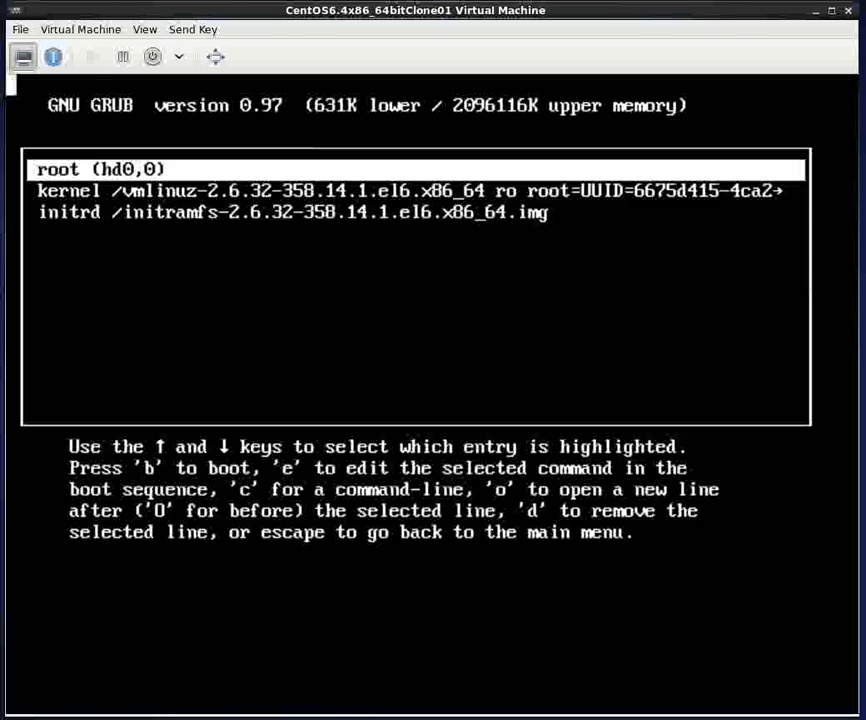 CentOS6.4x86_64bitClone01 Virtual Machine
File Virtual Machine View Send Key
GNU GRUB version 0.97 (631K lower / 2096116K upper memory)
root (hd0,0)
kernel /vmlinuz-2.6.32-358.14.1.el6.x86_64 ro root=UUID=6675d415-4ca2→
initrd /initramfs-2.6.32-358.14.1.el6.x86_64.img
Use the ↑ and ↓ keys to select which entry is highlighted.
Press 'b' to boot, 'e' to edit the selected command in the
boot sequence, 'c' for a command-line, 'o' to open a new line
after ('O' for before) the selected line, 'd' to remove the
selected line, or escape to go back to the main menu.